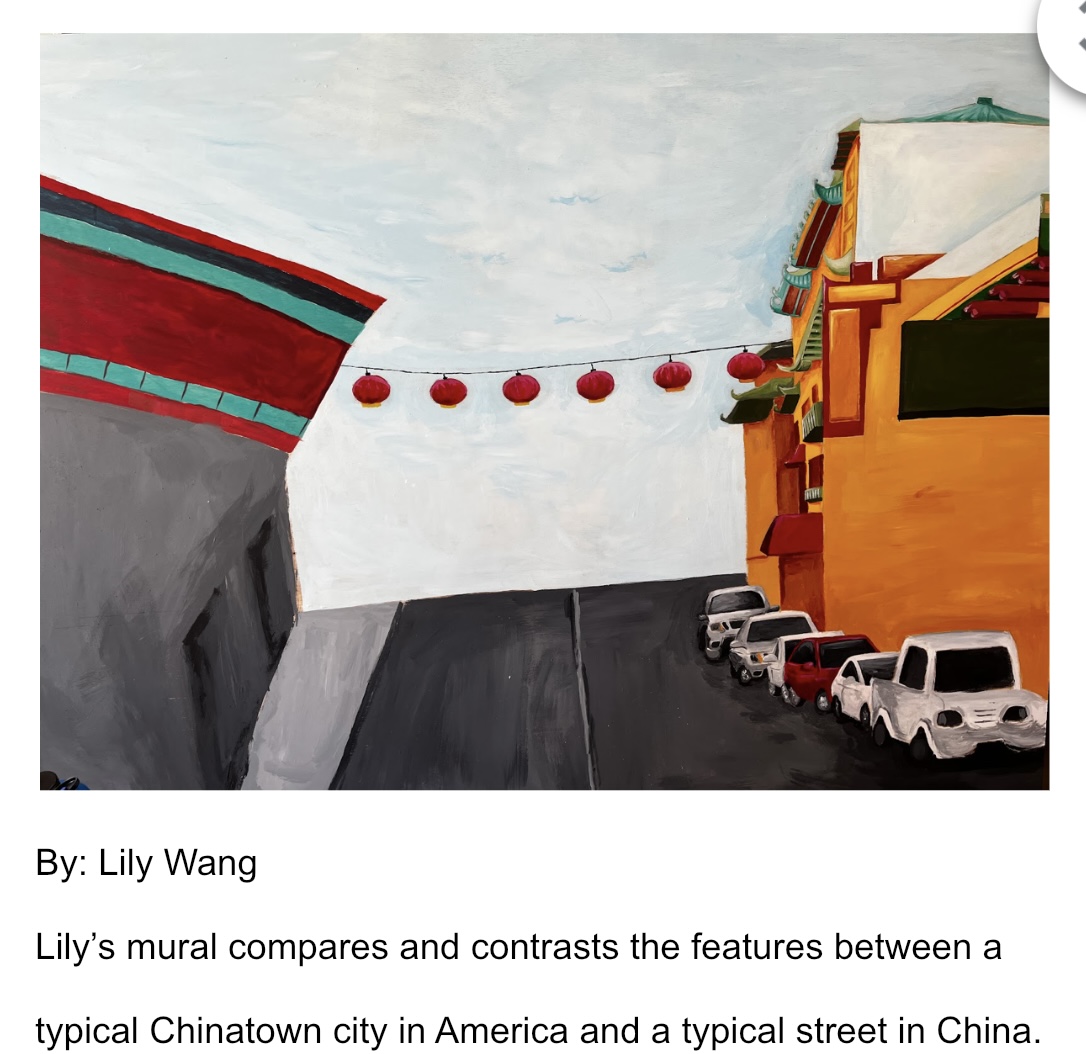 By: Lily Wang
Lily’s mural compares and contrasts the features between a
typical Chinatown city in America and a typical street in China.